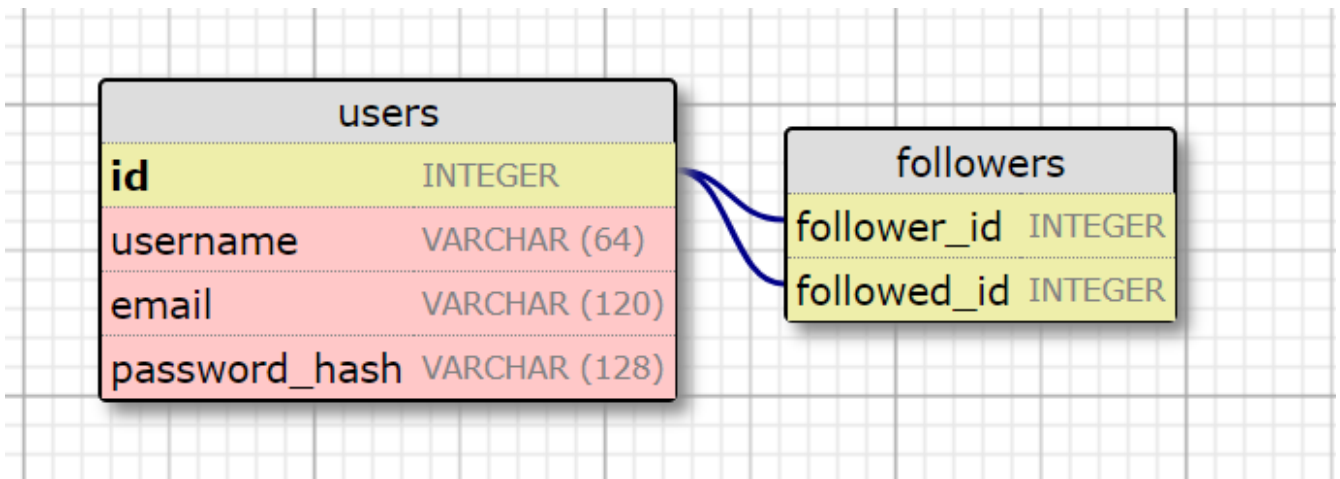 users
id INTEGER
username VARCHAR (64)
email VARCHAR (120)
password_hash VARCHAR (128)
followers
follower_id INTEGER
followed_id INTEGER